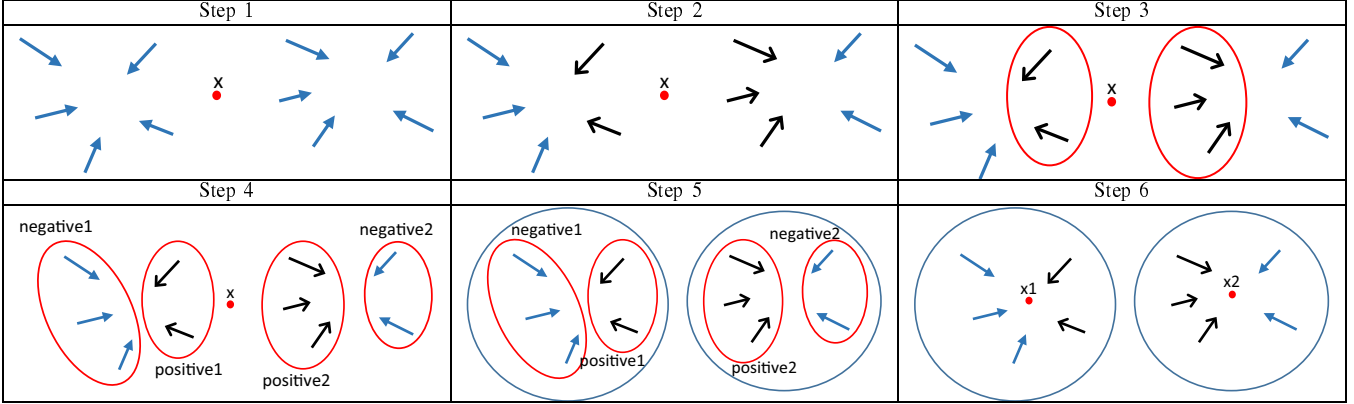 Step 1
Step 2
Step 3
x
x
x
Step 4
Step 5
Step 6
negative1
negative2
x
positive1
positive2
negative1
negative2
positive1
positive2
x1
x2